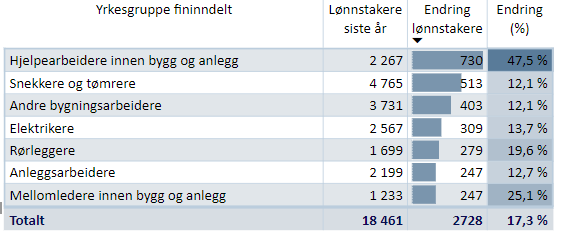 Yrkesgruppe fininndelt Lønnstakere siste år Endring lønnstakere Endring (%)
Hjelpearbeidere innen bygg og anlegg 2 267 730 47,5 %
Snekkere og tømrere 4 765 513 12,1 %
Andre bygningsarbeidere 3 731 403 12,1 %
Elektrikere 2 567 309 13,7 %
Rørleggere 1 699 279 19,6 %
Anleggsarbeidere 2 199 247 12,7 %
Mellomledere innen bygg og anlegg 1 233 247 25,1 %
Totalt 18 461 2728 17,3 %